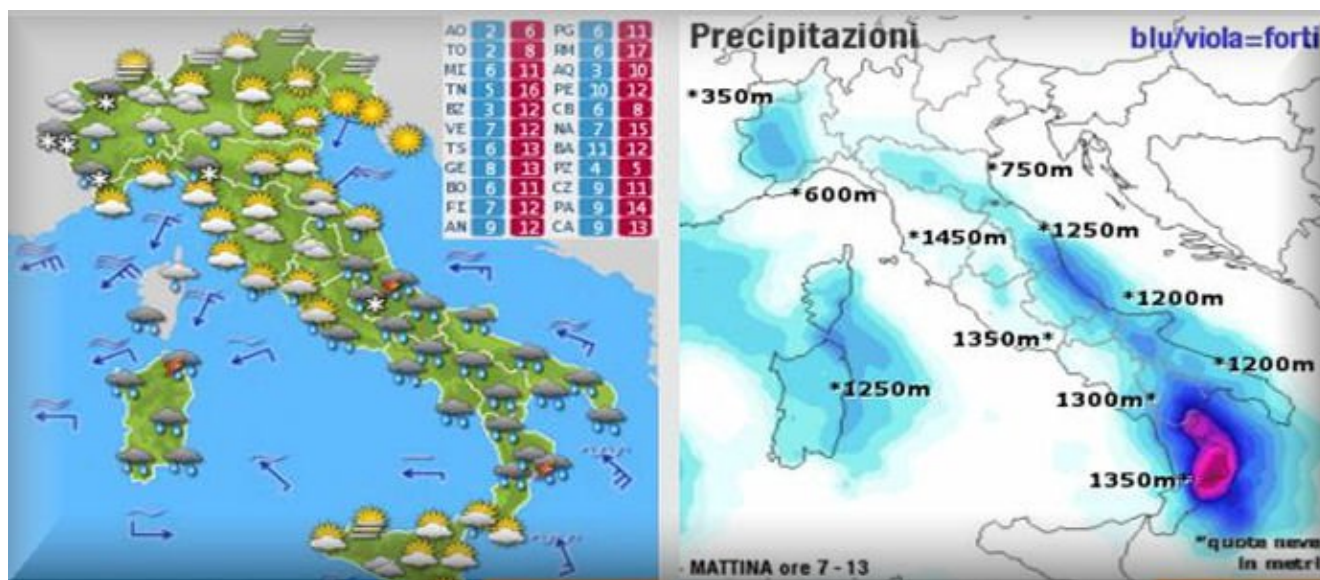 AO 2 6 PG 6 11
TO 2 8 RM 6 17
MI 6 11 AQ 3 10
TN 5 16 PE 10 12
BZ 3 12 CB 6 8
VE 7 12 NA 7 15
TS 6 13 BA 11 12
GE 8 13 PZ 4 5
BO 6 11 CZ 9 11
FI 7 12 PA 9 14
AN 9 12 CA 9 13
Precipitazioni
blu/viola=forti
*350m
*750m
*600m
*1450m
*1250m
*1200m
1350m*
*1200m
*1250m
1300m*
1350m*
*quote neve
in metri
MATTINA ore 7 - 13